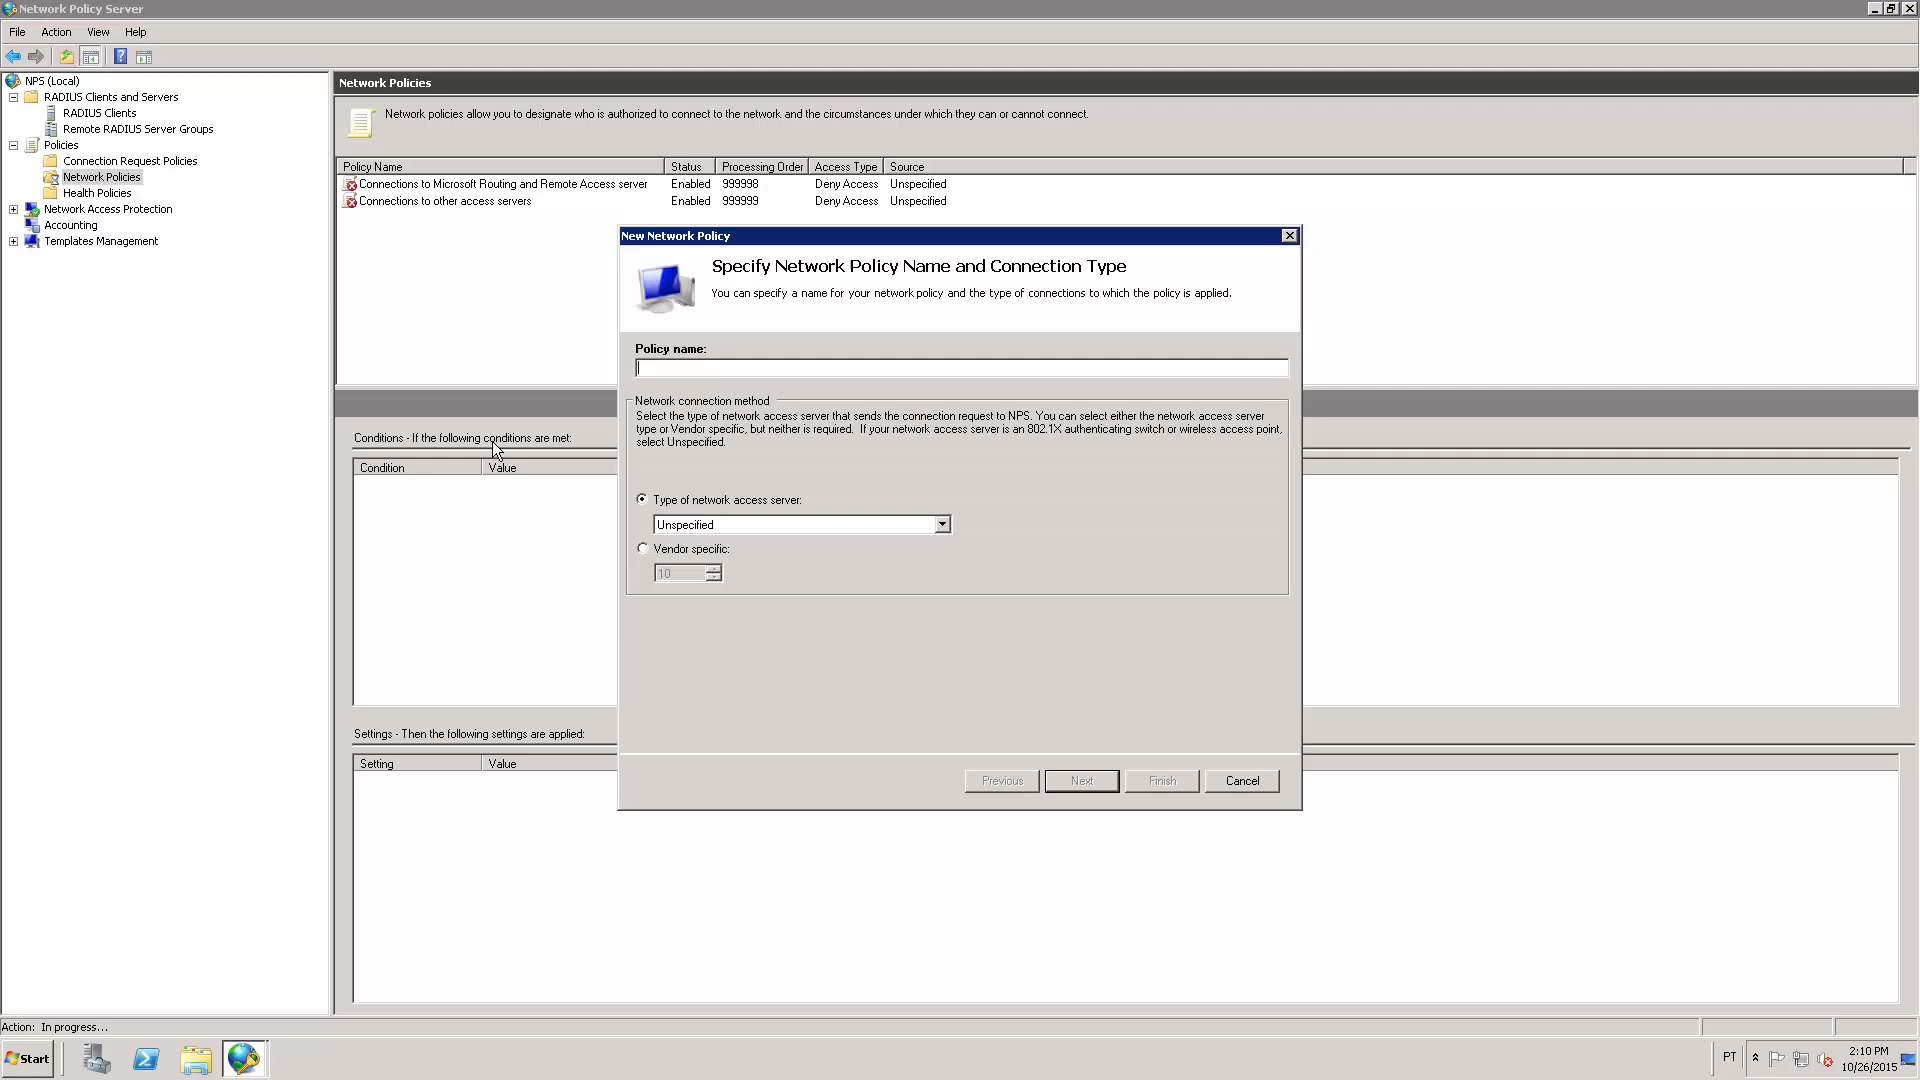 Network Policy Server
File Action View Help
NPS (Local)
RADIUS Clients and Servers
RADIUS Clients
Remote RADIUS Server Groups
Policies
Connection Request Policies
Network Policies
Health Policies
Network Access Protection
Accounting
Templates Management
Network Policies
Network policies allow you to designate who is authorized to connect to the network and the circumstances under which they can or cannot connect.
Policy Name Status Processing Order Access Type Source
Connections to Microsoft Routing and Remote Access server Enabled 999998 Deny Access Unspecified
Connections to other access servers Enabled 999999 Deny Access Unspecified
Conditions - If the following conditions are met:
Condition Value
Settings - Then the following settings are applied:
Setting Value
New Network Policy
Specify Network Policy Name and Connection Type
You can specify a name for your network policy and the type of connections to which the policy is applied.
Policy name:
Network connection method
Select the type of network access server that sends the connection request to NPS. You can select either the network access server
type or Vendor specific, but neither is required. If your network access server is an 802.1X authenticating switch or wireless access point,
select Unspecified.
Type of network access server:
Unspecified
Vendor specific:
10
Previous Next Finish Cancel
Action: In progress...
Start
PT
2:10 PM
10/26/2015